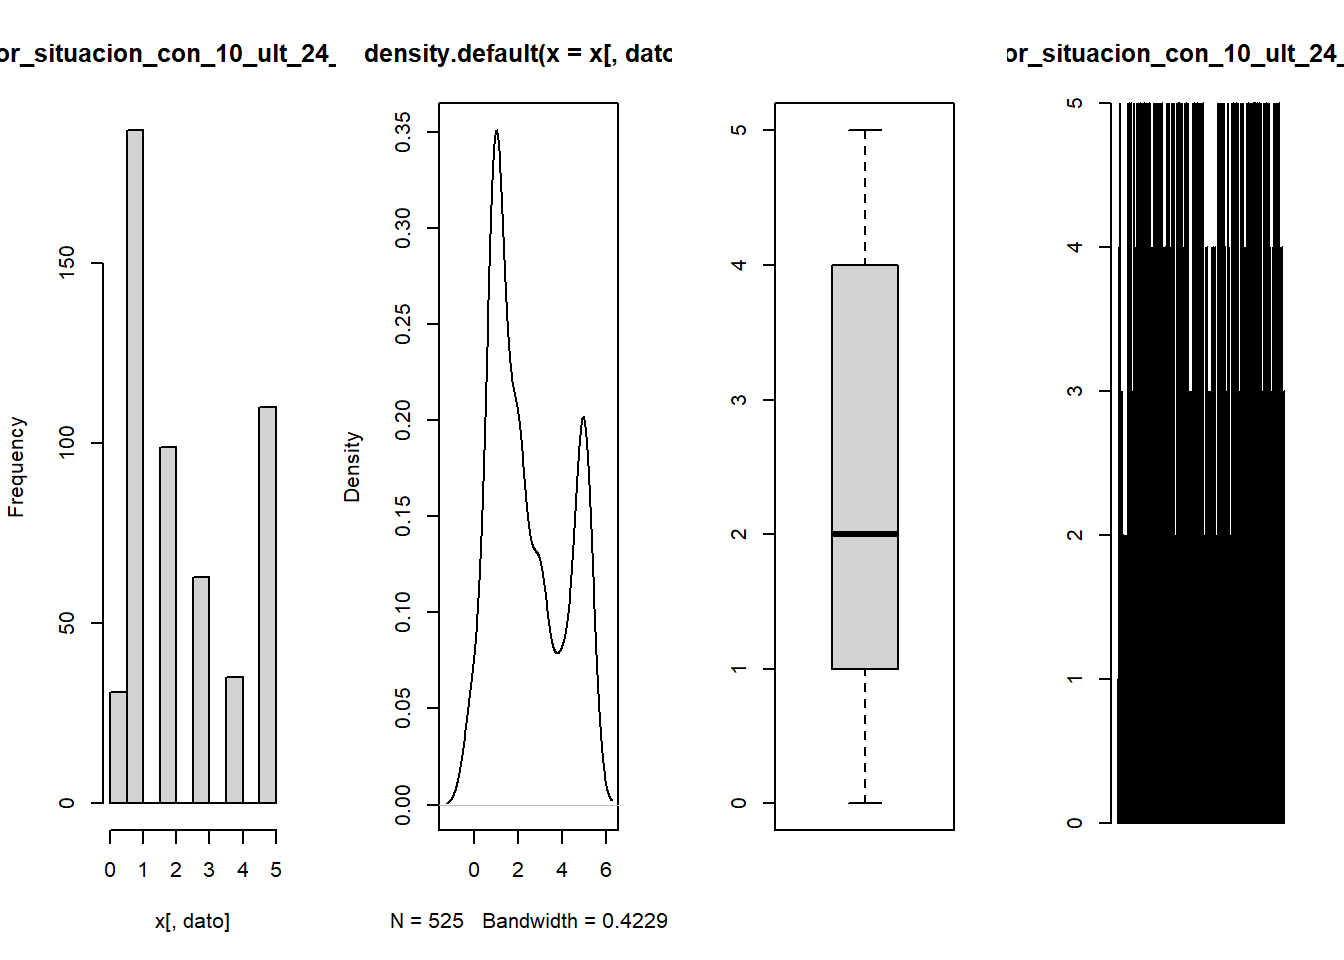 or_situacion_con_10_ult_24_
Frequency
150
100
50
0
0 1 2 3 4 5
x[, dato]
density.default(x = x[, dato
Density
0.35
0.30
0.25
0.20
0.15
0.10
0.05
0.00
0 2 4 6
N = 525 Bandwidth = 0.4229
5
4
3
2
1
0
or_situacion_con_10_ult_24_
5
4
3
2
1
0